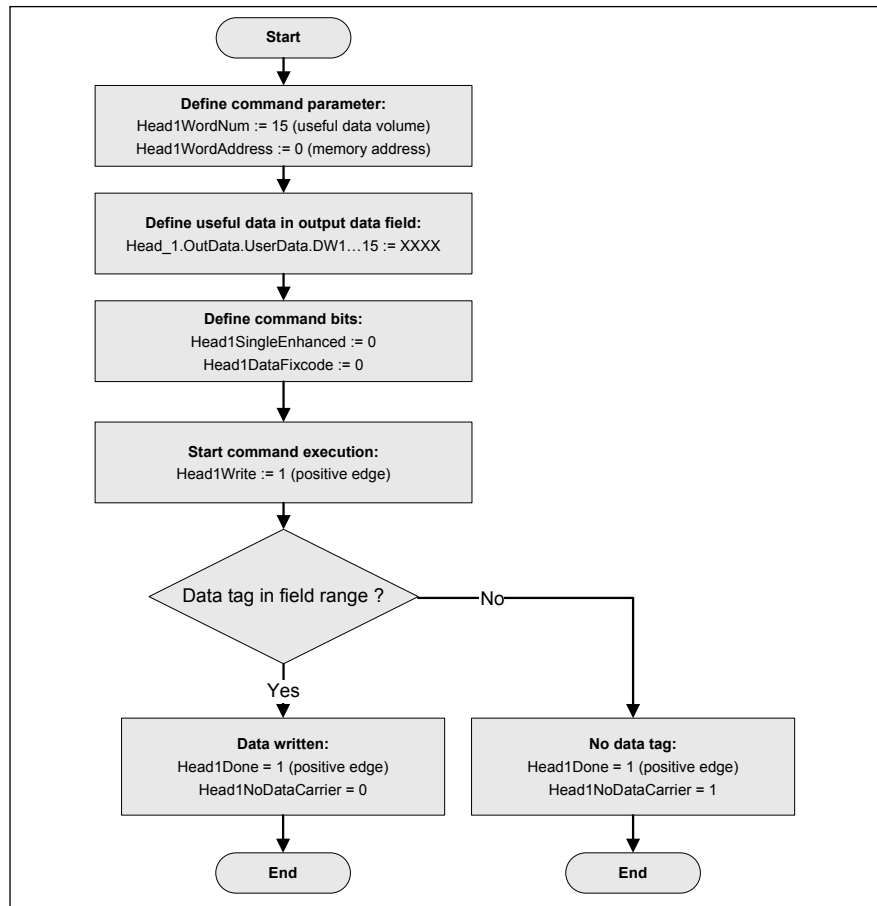 Start
Define command parameter:
Head1WordNum := 15 (useful data volume)
Head1WordAddress := 0 (memory address)
Define useful data in output data field:
Head_1.OutData.UserData.DW1…15 := XXXX
Define command bits:
Head1SingleEnhanced := 0
Head1DataFixcode := 0
Start command execution:
Head1Write := 1 (positive edge)
Data tag in field range ?
No
Yes
Data written:
Head1Done = 1 (positive edge)
Head1NoDataCarrier = 0
No data tag:
Head1Done = 1 (positive edge)
Head1NoDataCarrier = 1
End
End